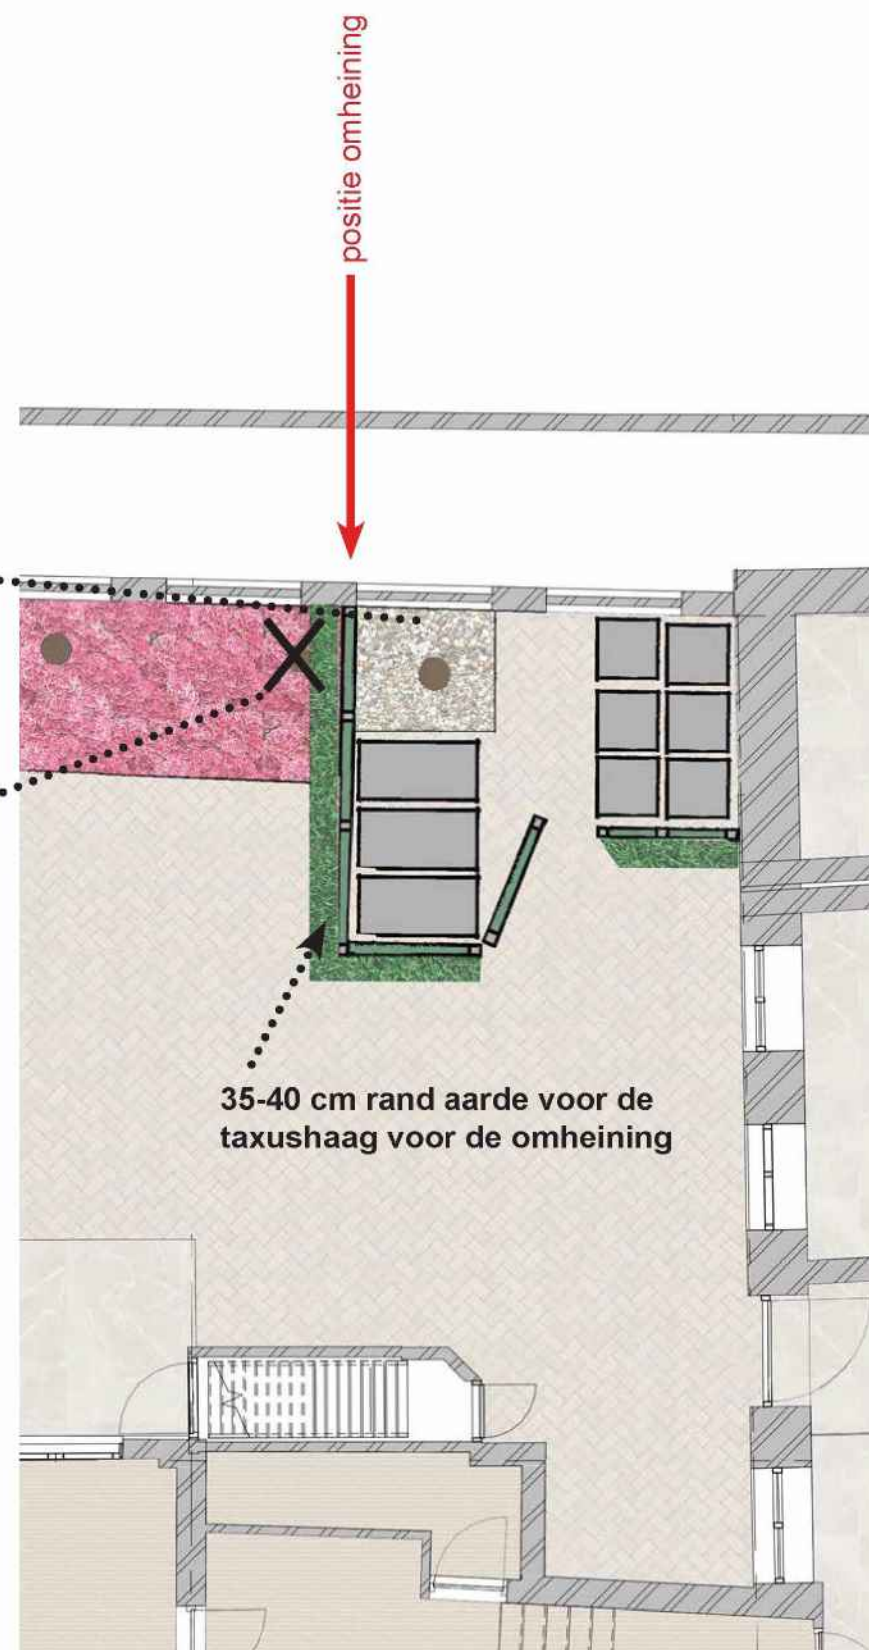 positie omheining
35-40 cm rand aarde voor de
taxushaag voor de omheining